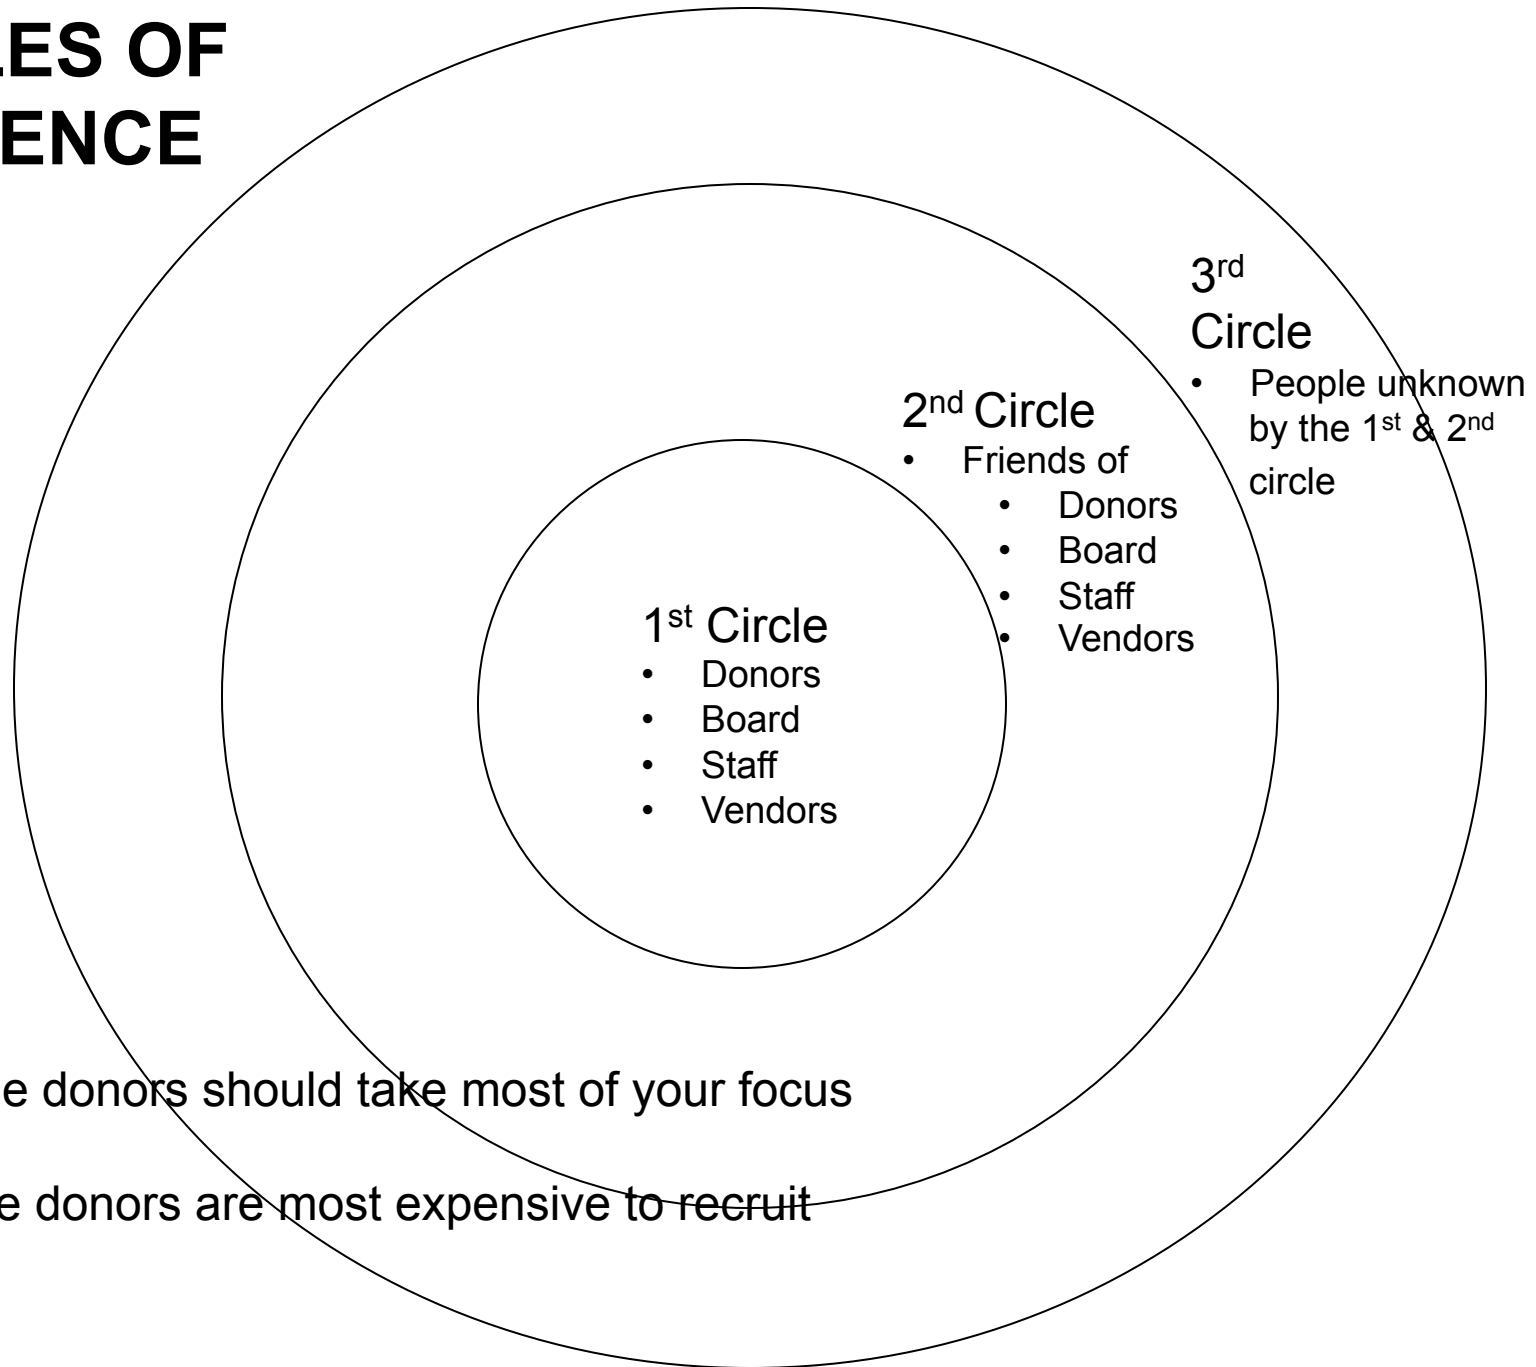 LES OF
ENCE
3rd
Circle
• People unknown
by the 1st & 2nd
circle
2nd Circle
• Friends of
• Donors
• Board
• Staff
• Vendors
1st Circle
• Donors
• Board
• Staff
• Vendors
e donors should take most of your focus
e donors are most expensive to recruit